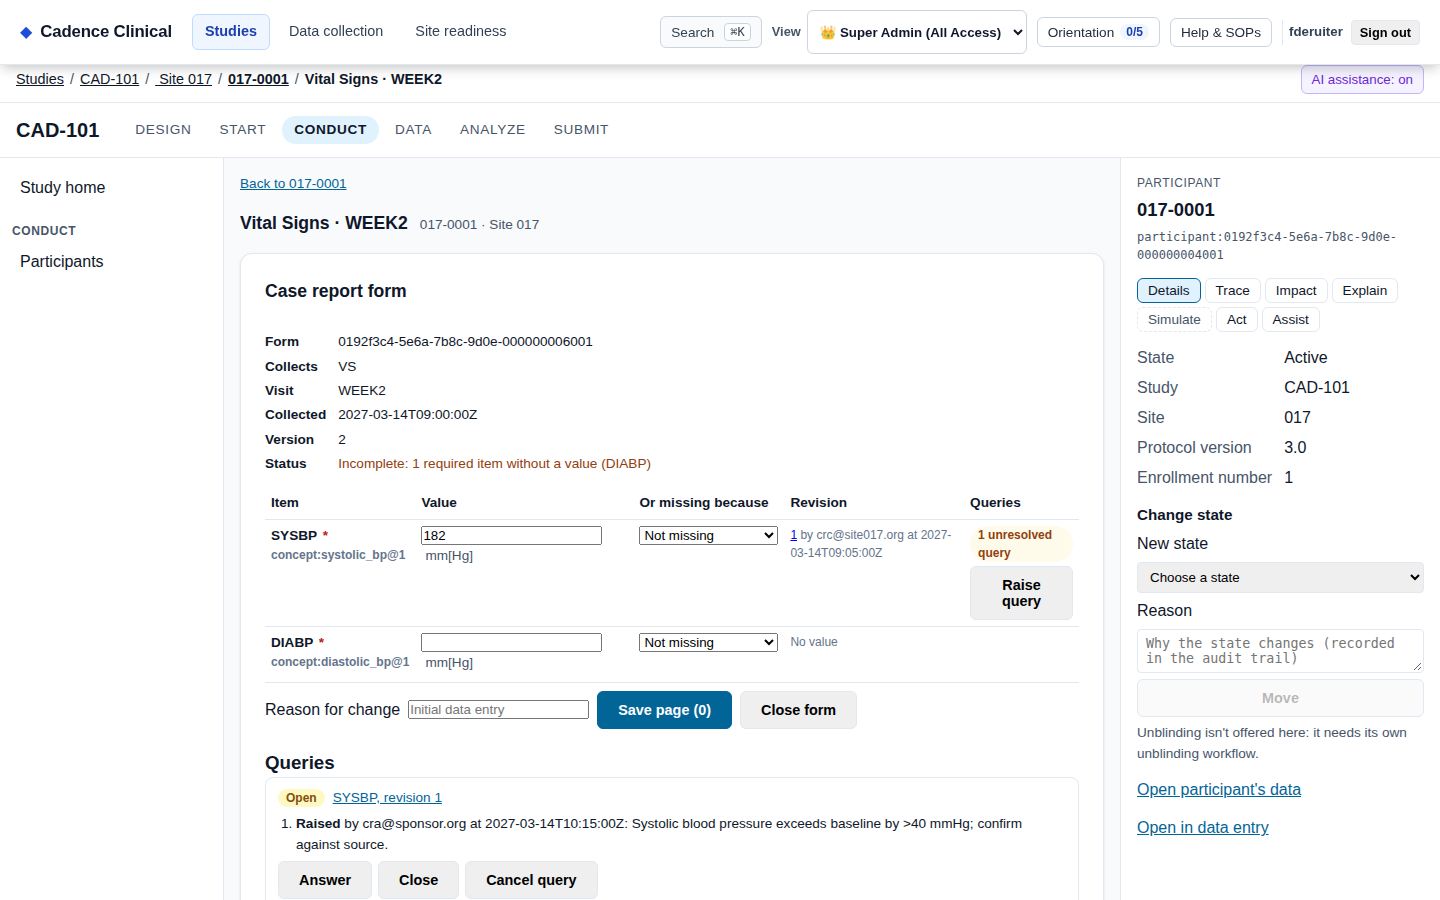 ◆ Cadence Clinical Studies Data collection Site readiness Search ⌘K View 👑 Super Admin (All Access) Orientation 0/5 Help & SOPs fderuiter Sign out
Studies / CAD-101 / Site 017 / 017-0001 / Vital Signs · WEEK2 AI assistance: on
CAD-101 DESIGN START CONDUCT DATA ANALYZE SUBMIT
Study home
CONDUCT
Participants
Back to 017-0001
Vital Signs · WEEK2 017-0001 · Site 017
Case report form
Form 0192f3c4-5e6a-7b8c-9d0e-000000006001
Collects VS
Visit WEEK2
Collected 2027-03-14T09:00:00Z
Version 2
Status Incomplete: 1 required item without a value (DIABP)
Item Value Or missing because Revision Queries
SYSBP * 182 Not missing 1 by crc@site017.org at 2027-03-14T09:05:00Z 1 unresolved query
concept:systolic_bp@1 mm[Hg]
Raise query
DIABP * Not missing No value
concept:diastolic_bp@1 mm[Hg]
Reason for change Initial data entry Save page (0) Close form
Queries
Open SYSBP, revision 1
1. Raised by cra@sponsor.org at 2027-03-14T10:15:00Z: Systolic blood pressure exceeds baseline by >40 mmHg; confirm
against source.
Answer Close Cancel query
PARTICIPANT
017-0001
participant:0192f3c4-5e6a-7b8c-9d0e-
000000004001
Details Trace Impact Explain
Simulate Act Assist
State Active
Study CAD-101
Site 017
Protocol version 3.0
Enrollment number 1
Change state
New state
Choose a state
Reason
Why the state changes (recorded
in the audit trail)
Move
Unblinding isn't offered here: it needs its own
unblinding workflow.
Open participant's data
Open in data entry